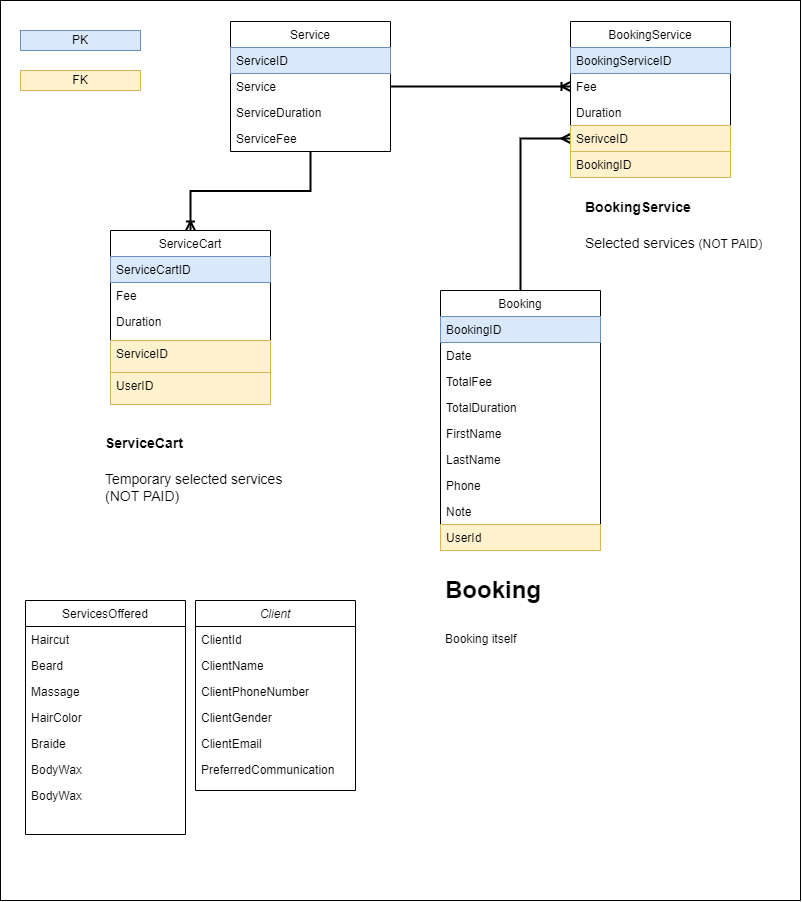 PK
FK
Service
ServiceID
Service
ServiceDuration
ServiceFee
BookingService
BookingServiceID
Fee
Duration
SerivceID
BookingID
BookingService
Selected services (NOT PAID)
ServiceCart
ServiceCartID
Fee
Duration
ServiceID
UserID
ServiceCart
Temporary selected services
(NOT PAID)
Booking
BookingID
Date
TotalFee
TotalDuration
FirstName
LastName
Phone
Note
UserId
Booking
Booking itself
ServicesOffered
Haircut
Beard
Massage
HairColor
Braide
BodyWax
BodyWax
Client
ClientId
ClientName
ClientPhoneNumber
ClientGender
ClientEmail
PreferredCommunication